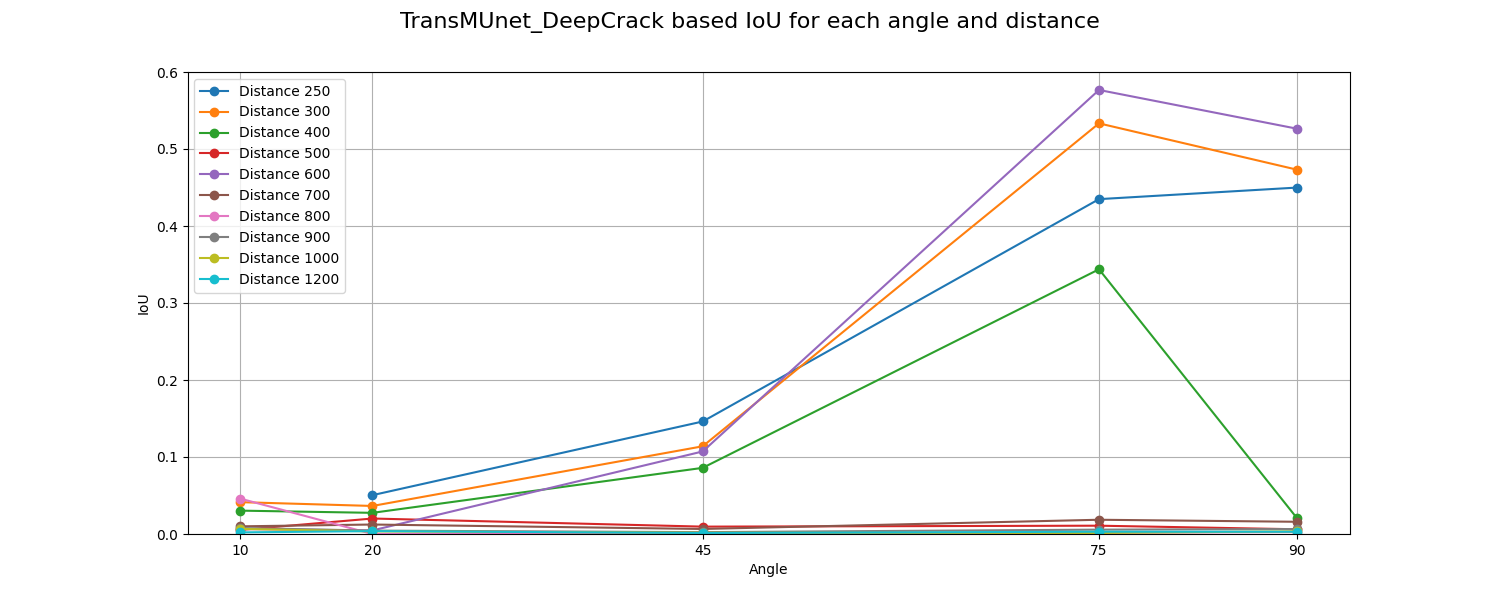 TransMUnet_DeepCrack based IoU for each angle and distance
0.6
0.5
0.4
0.3
0.2
0.1
0.0
IoU
Distance 250
Distance 300
Distance 400
Distance 500
Distance 600
Distance 700
Distance 800
Distance 900
Distance 1000
Distance 1200
10 20 45 75 90
Angle